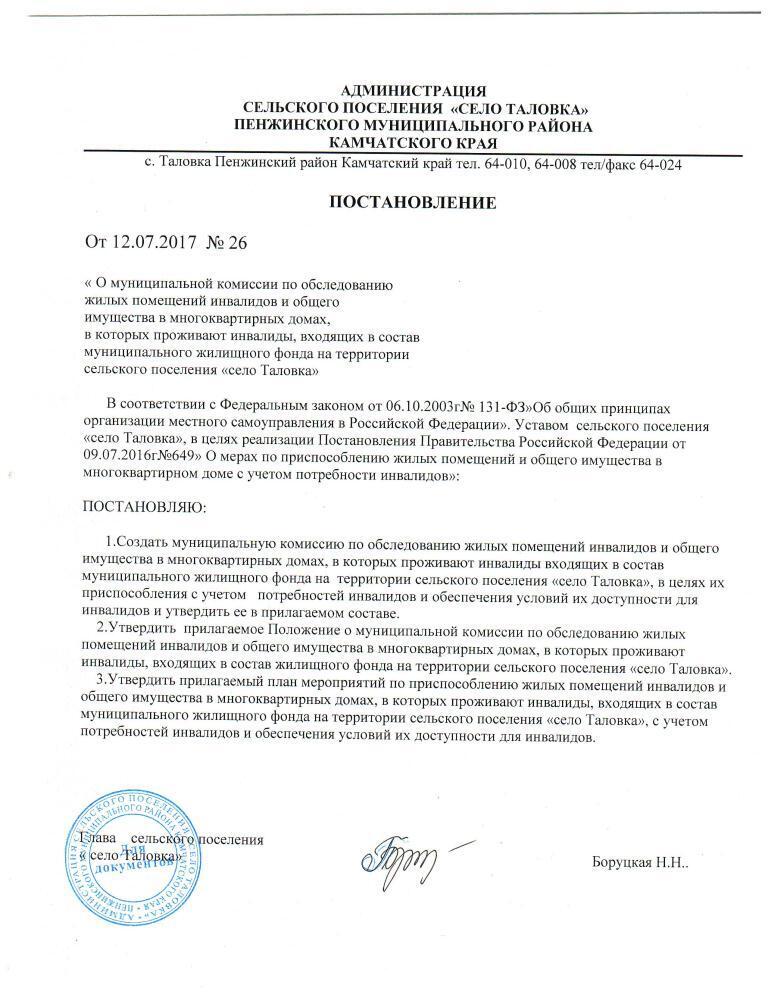 АДМИНИСТРАЦИЯ
СЕЛЬСКОГО ПОСЕЛЕНИЯ «СЕЛО ТАЛОВКА»
ПЕНЖИНСКОГО МУНИЦИПАЛЬНОГО РАЙОНА
КАМЧАТСКОГО КРАЯ
с. Таловка Пенжинский район Камчатский край тел. 64-010, 64-008 тел/факс 64-024
ПОСТАНОВЛЕНИЕ
От 12.07.2017 № 26
« О муниципальной комиссии по обследованию
жилых помещений инвалидов и общего
имущества в многоквартирных домах,
в которых проживают инвалиды, входящих в состав
муниципального жилищного фонда на территории
сельского поселения «село Таловка»
В соответствии с Федеральным законом от 06.10.2003г№ 131-ФЗ»Об общих принципах
организации местного самоуправления в Российской Федерации». Уставом сельского поселения
«село Таловка», в целях реализации Постановления Правительства Российской Федерации от
09.07.2016г№649» О мерах по приспособлению жилых помещений и общего имущества в
многоквартирном доме с учетом потребности инвалидов»:
ПОСТАНОВЛЯЮ:
1.Создать муниципальную комиссию по обследованию жилых помещений инвалидов и общего
имущества в многоквартирных домах, в которых проживают инвалиды входящих в состав
муниципального жилищного фонда на территории сельского поселения «село Таловка», в целях их
приспособления с учетом потребностей инвалидов и обеспечения условий их доступности для
инвалидов и утвердить ее в прилагаемом составе.
2.Утвердить прилагаемое Положение о муниципальной комиссии по обследованию жилых
помещений инвалидов и общего имущества в многоквартирных домах, в которых проживают
инвалиды, входящих в состав жилищного фонда на территории сельского поселения «село Таловка».
3.Утвердить прилагаемый план мероприятий по приспособлению жилых помещений инвалидов и
общего имущества в многоквартирных домах, в которых проживают инвалиды, входящих в состав
муниципального жилищного фонда на территории сельского поселения «село Таловка», с учетом
потребностей инвалидов и обеспечения условий их доступности для инвалидов.
Глава сельского поселения
« село Таловка»
Боруцкая Н.Н..
АДМИНИСТРАЦИЯ СЕЛЬСКОГО ПОСЕЛЕНИЯ «СЕЛО ТАЛОВКА»
ПЕНЖИНСКОГО МУНИЦИПАЛЬНОГО РАЙОНА КАМЧАТСКОГО КРАЯ
Для
документов